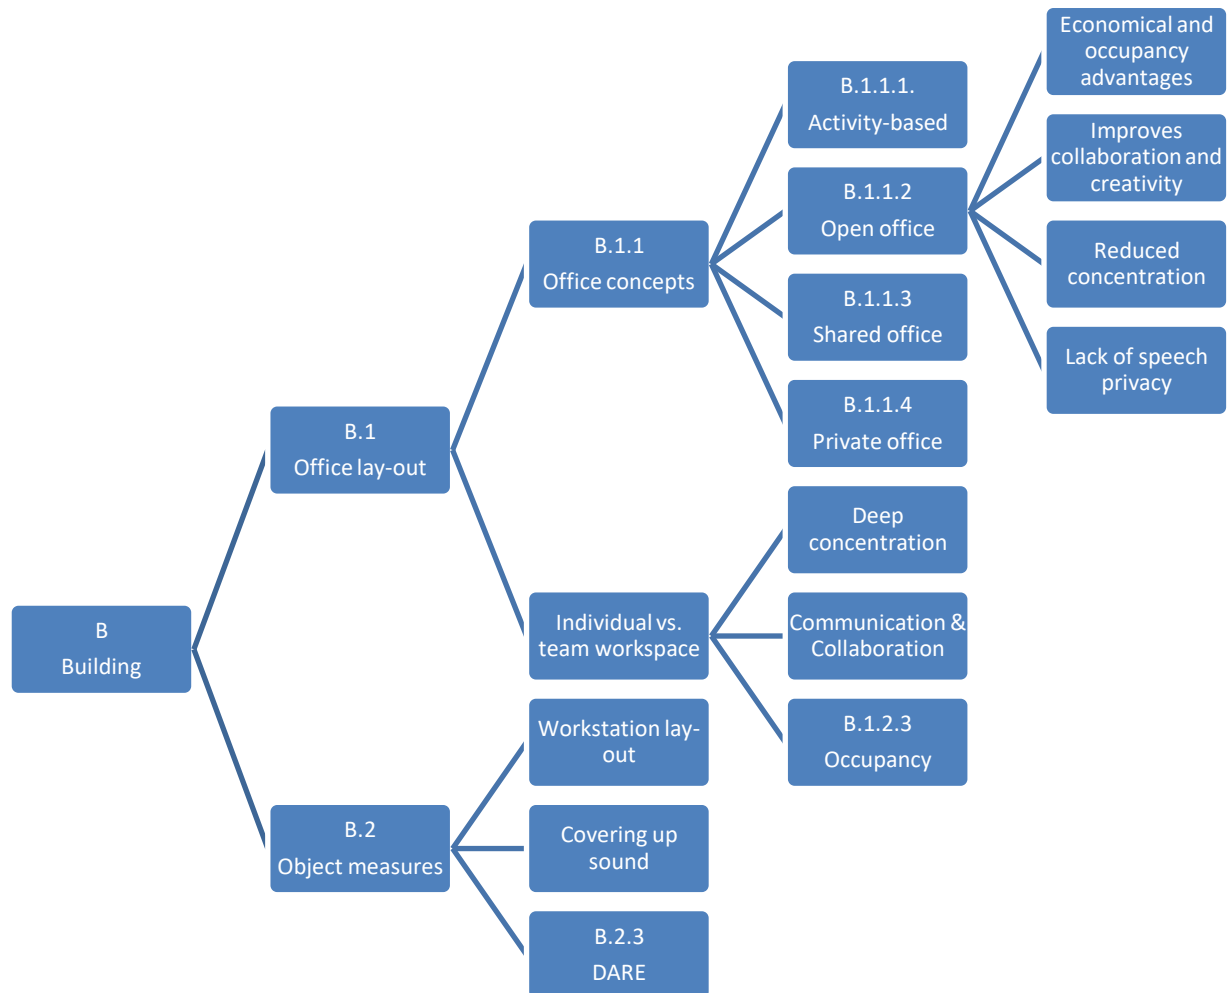 Economical and
occupancy
advantages
B.1.1.1.
Activity-based
Improves
collaboration and
creativity
B.1.1.2
Open office
B.1.1
Office concepts
Reduced
concentration
B.1.1.3
Shared office
Lack of speech
privacy
B.1.1.4
Private office
B.1
Office lay-out
Deep
concentration
B
Building
Individual vs.
team workspace
Communication &
Collaboration
Workstation lay-
out
B.1.2.3
Occupancy
B.2
Object measures
Covering up
sound
B.2.3
DARE